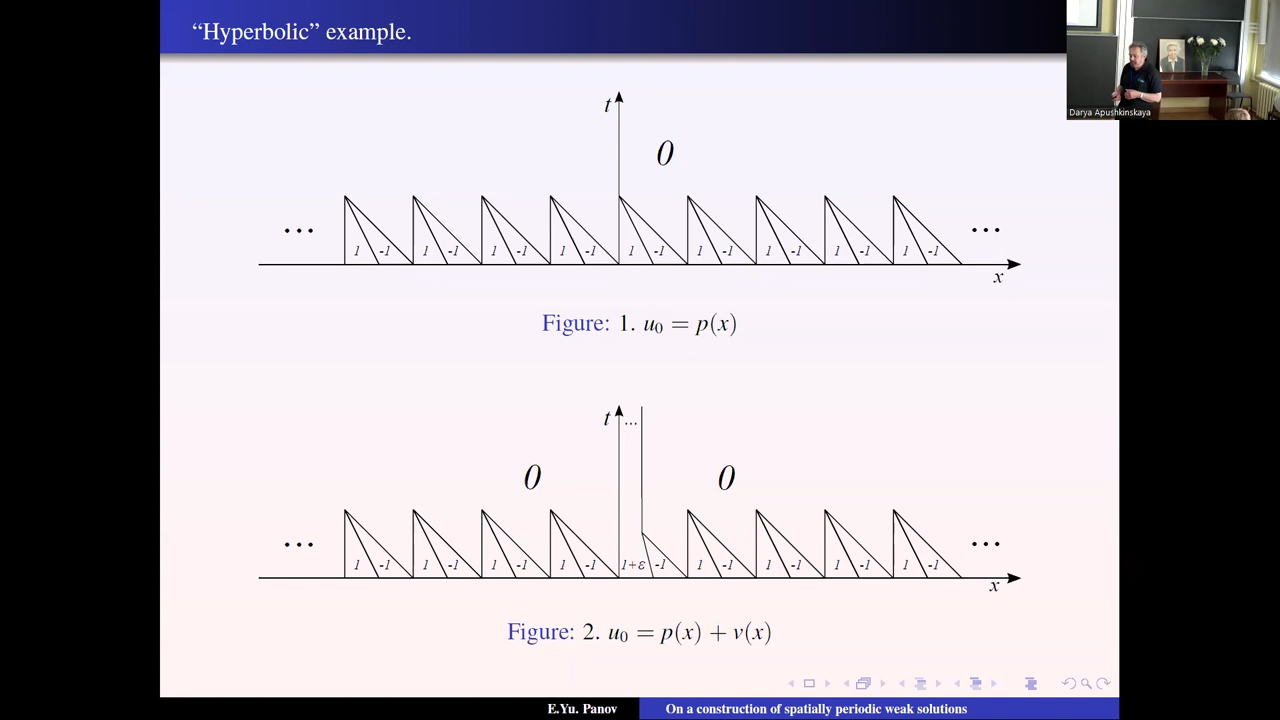 “Hyperbolic” example.
Darya Apushkinskaya
t
0
... 1 -1 1 -1 1 -1 1 -1 1 -1 1 -1 1 -1 1 -1 1 -1 ...
x
Figure: 1. u₀ = p(x)
t ...
0 0
... 1 -1 1 -1 1 -1 1 -1 1+ε -1 1 -1 1 -1 1 -1 1 -1 ...
x
Figure: 2. u₀ = p(x) + v(x)
E.Yu. Panov On a construction of spatially periodic weak solutions